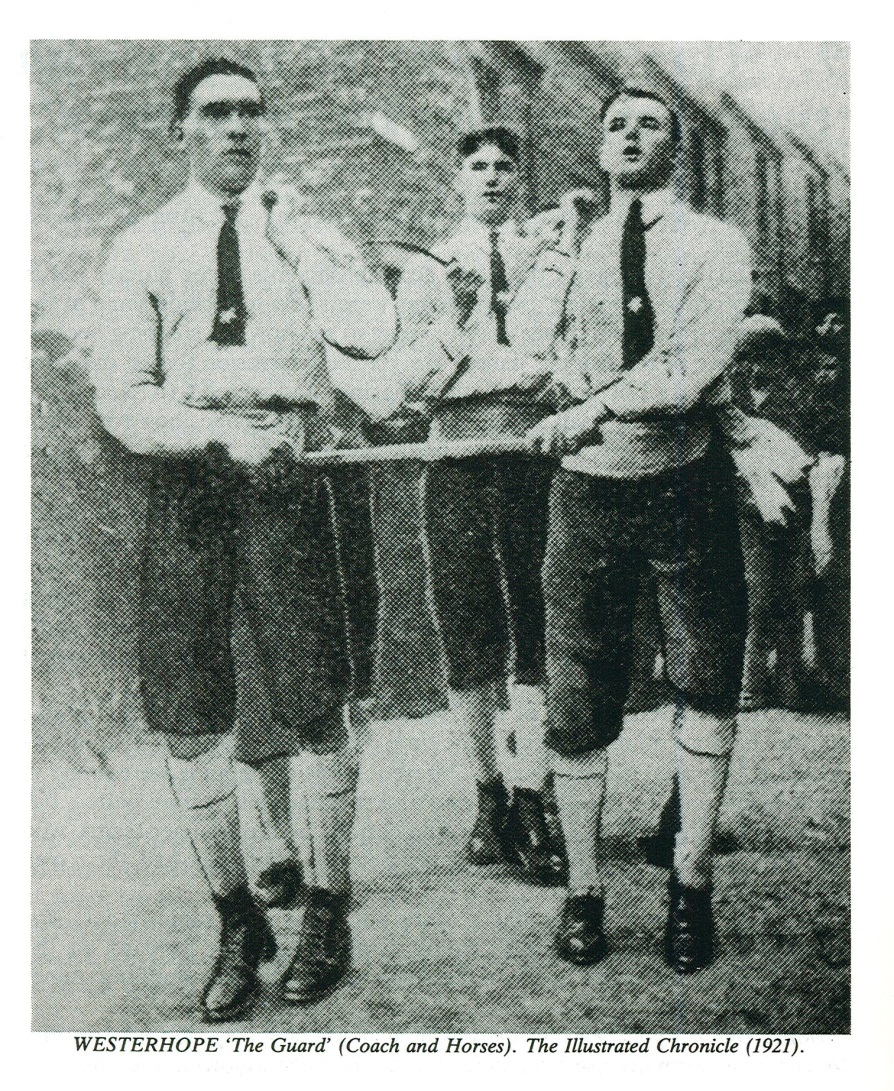 WESTERHOPE ‘The Guard’ (Coach and Horses). The Illustrated Chronicle (1921).